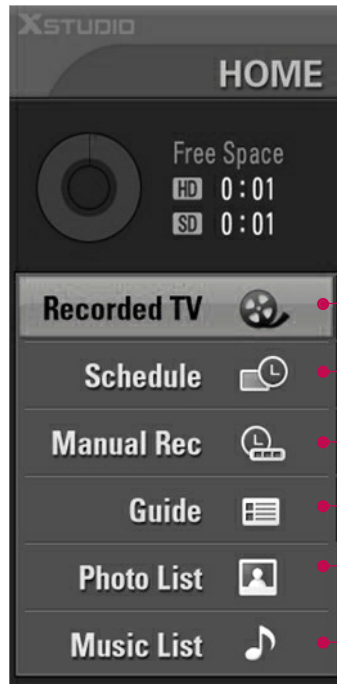 XSTUDIO
HOME
Free Space
HD 0:01
SD 0:01
Recorded TV
Schedule
Manual Rec
Guide
Photo List
Music List